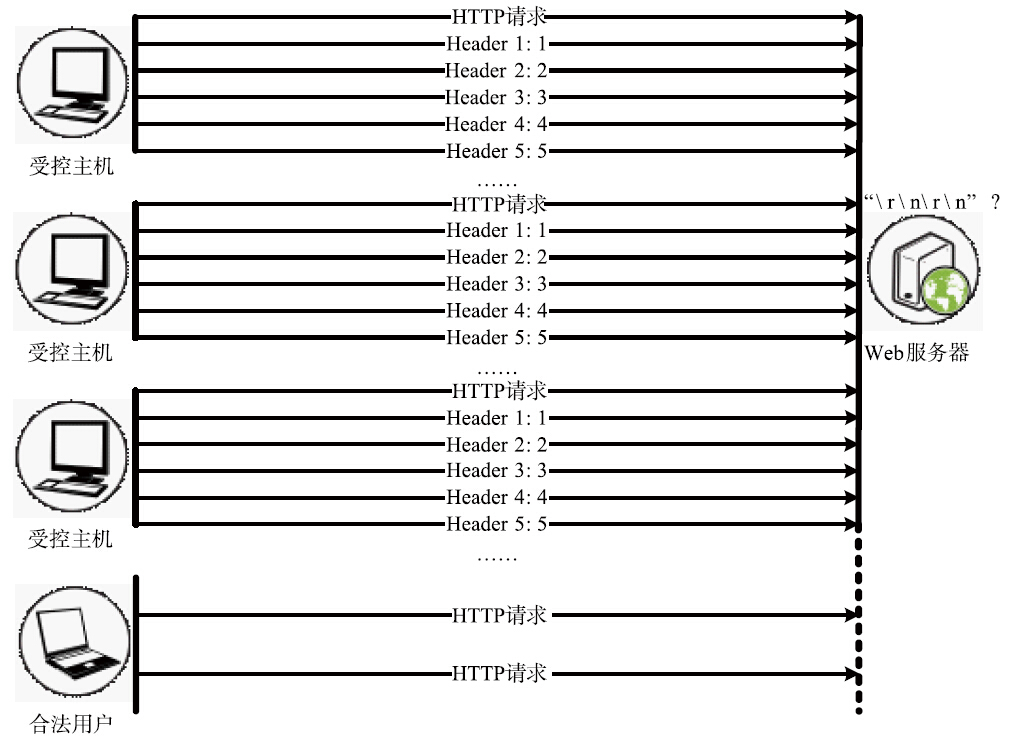 HTTP请求
Header 1: 1
Header 2: 2
Header 3: 3
Header 4: 4
Header 5: 5
受控主机
……
HTTP请求
“\r\n\r\n” ?
Header 1: 1
Header 2: 2
Header 3: 3
Header 4: 4
Header 5: 5
受控主机
Web服务器
……
HTTP请求
Header 1: 1
Header 2: 2
Header 3: 3
Header 4: 4
Header 5: 5
受控主机
……
HTTP请求
HTTP请求
合法用户